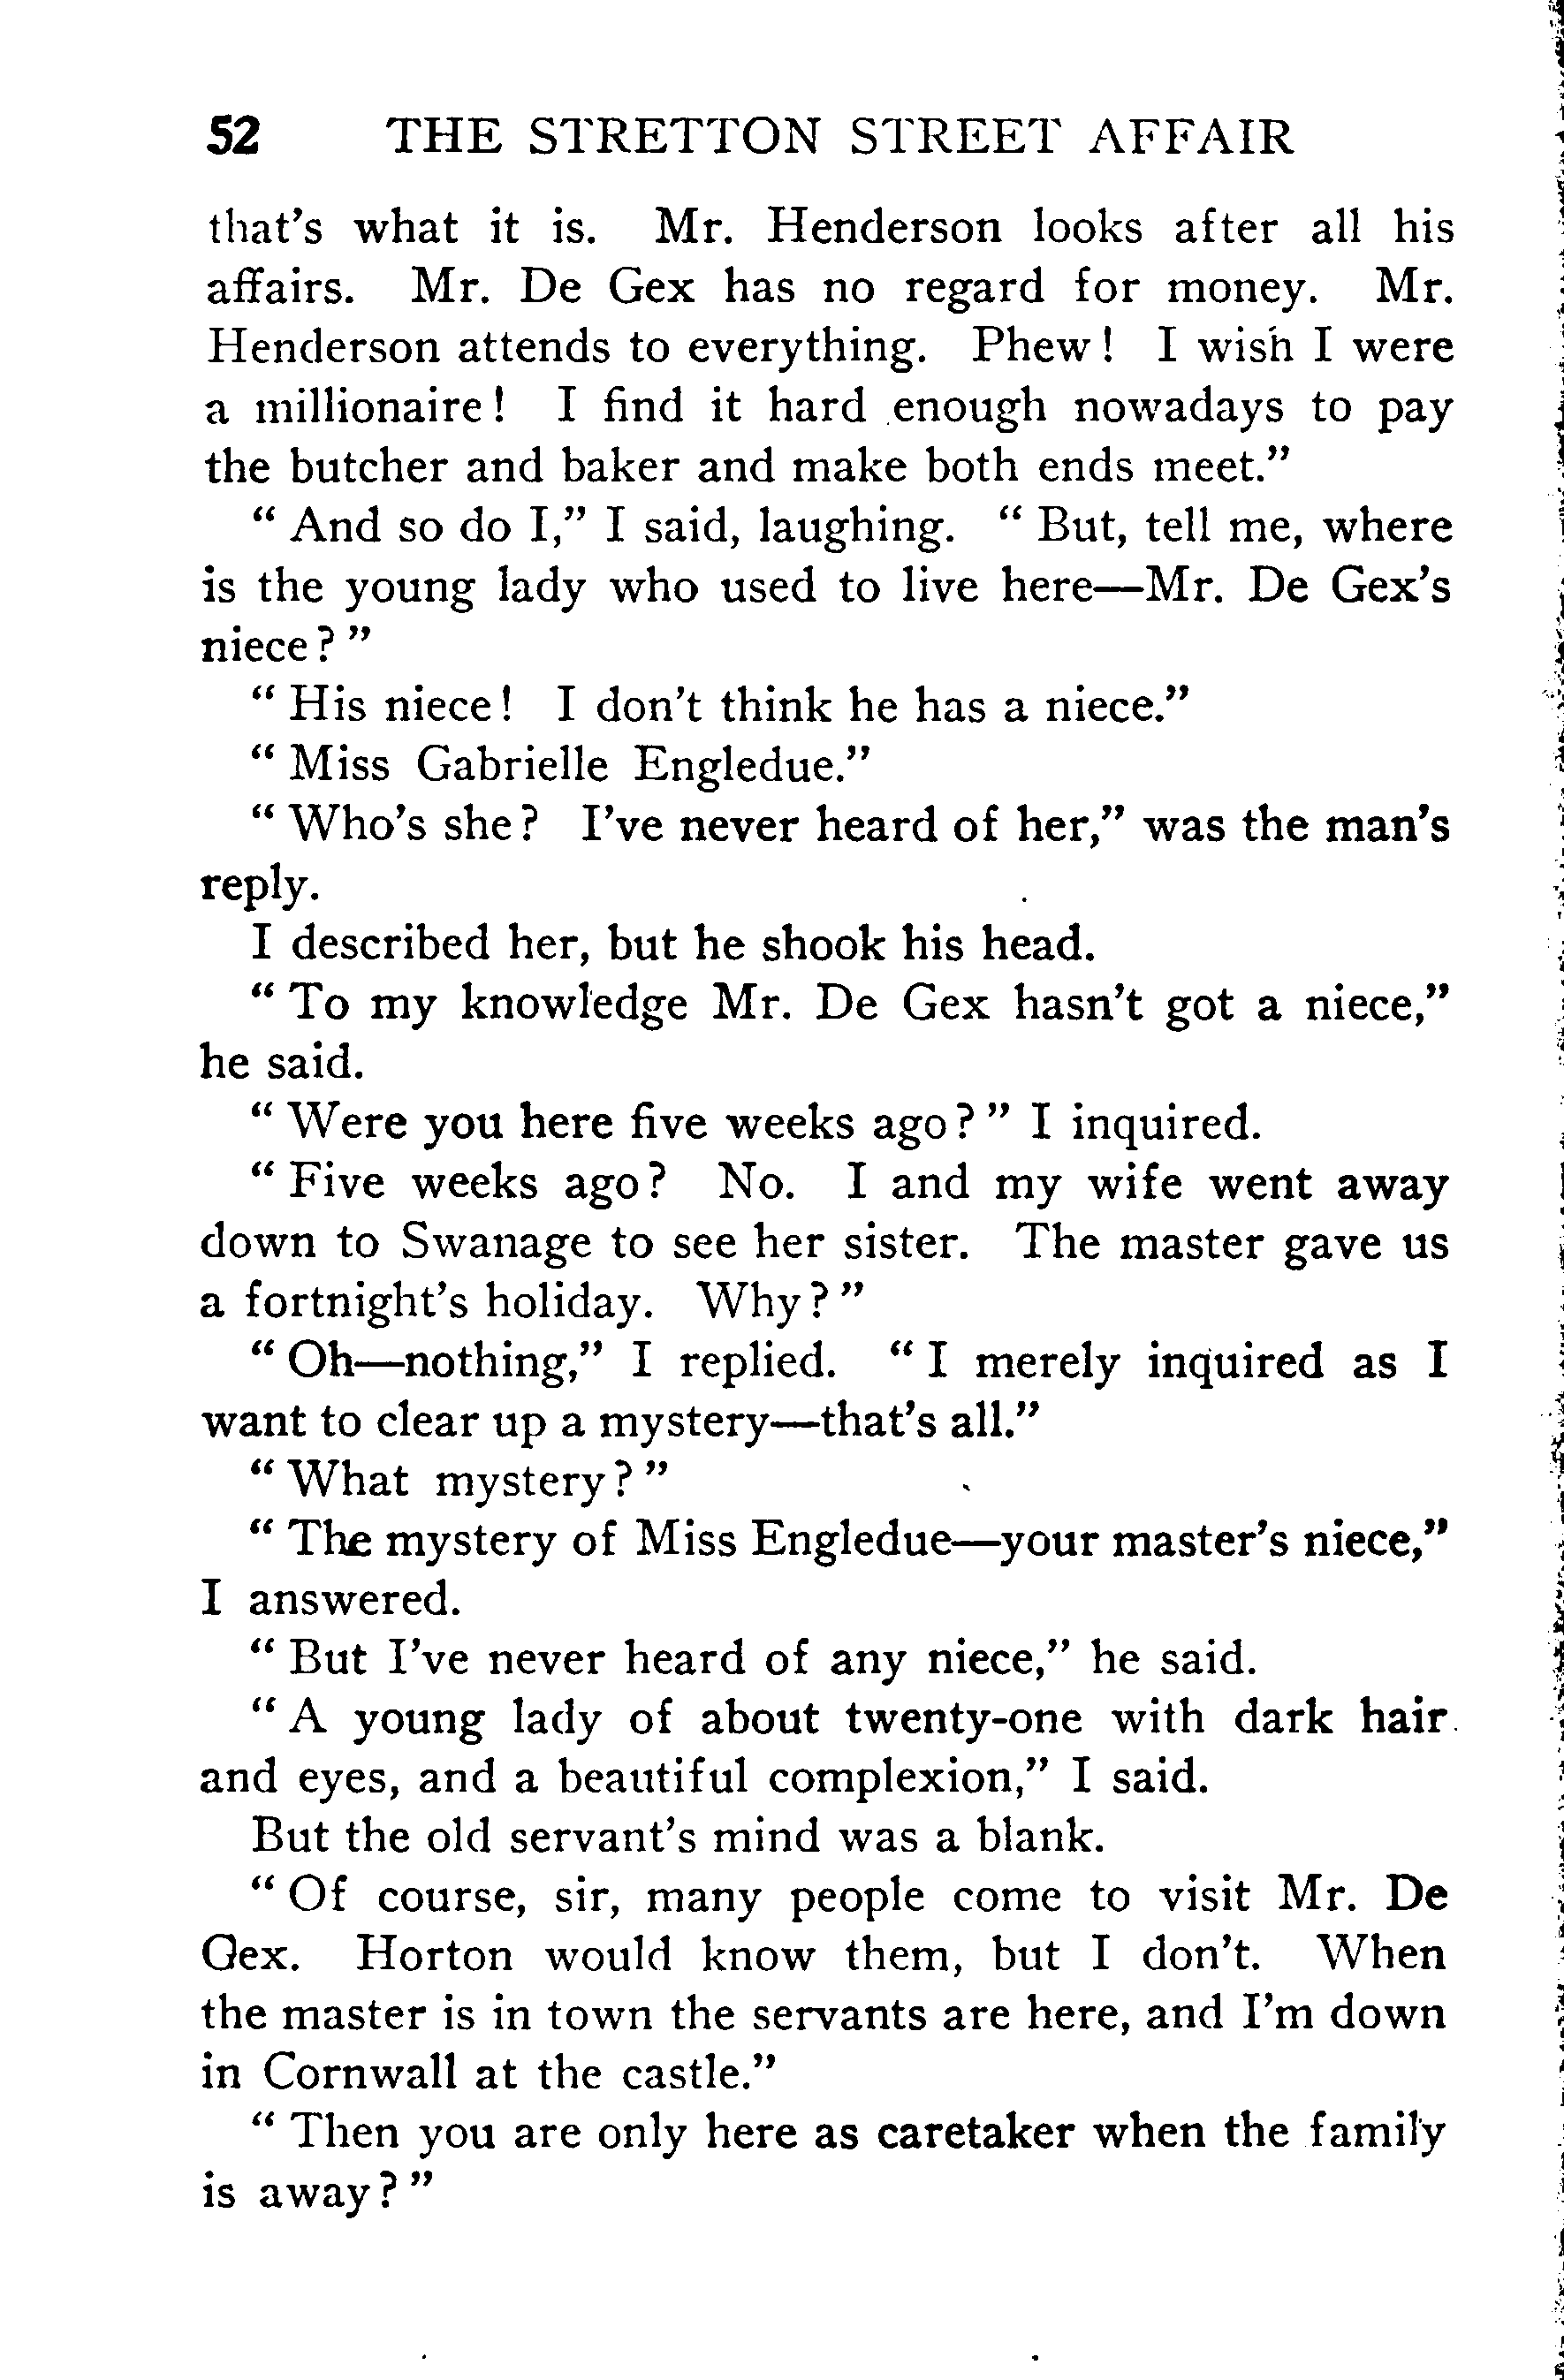 52 THE STRETTON STREET AFFAIR
that's what it is. Mr. Henderson looks after all his
affairs. Mr. De Gex has no regard for money. Mr.
Henderson attends to everything. Phew! I wish I were
a millionaire! I find it hard enough nowadays to pay
the butcher and baker and make both ends meet."
" And so do I," I said, laughing. " But, tell me, where
is the young lady who used to live here—Mr. De Gex's
niece? "
" His niece! I don't think he has a niece."
" Miss Gabrielle Engledue."
" Who's she? I've never heard of her," was the man's
reply.
I described her, but he shook his head.
" To my knowledge Mr. De Gex hasn't got a niece,"
he said.
" Were you here five weeks ago? " I inquired.
" Five weeks ago? No. I and my wife went away
down to Swanage to see her sister. The master gave us
a fortnight's holiday. Why? "
" Oh—nothing," I replied. " I merely inquired as I
want to clear up a mystery—that's all."
" What mystery? "
" The mystery of Miss Engledue—your master's niece,"
I answered.
" But I've never heard of any niece," he said.
" A young lady of about twenty-one with dark hair
and eyes, and a beautiful complexion," I said.
But the old servant's mind was a blank.
" Of course, sir, many people come to visit Mr. De
Gex. Horton would know them, but I don't. When
the master is in town the servants are here, and I'm down
in Cornwall at the castle."
" Then you are only here as caretaker when the family
is away? "